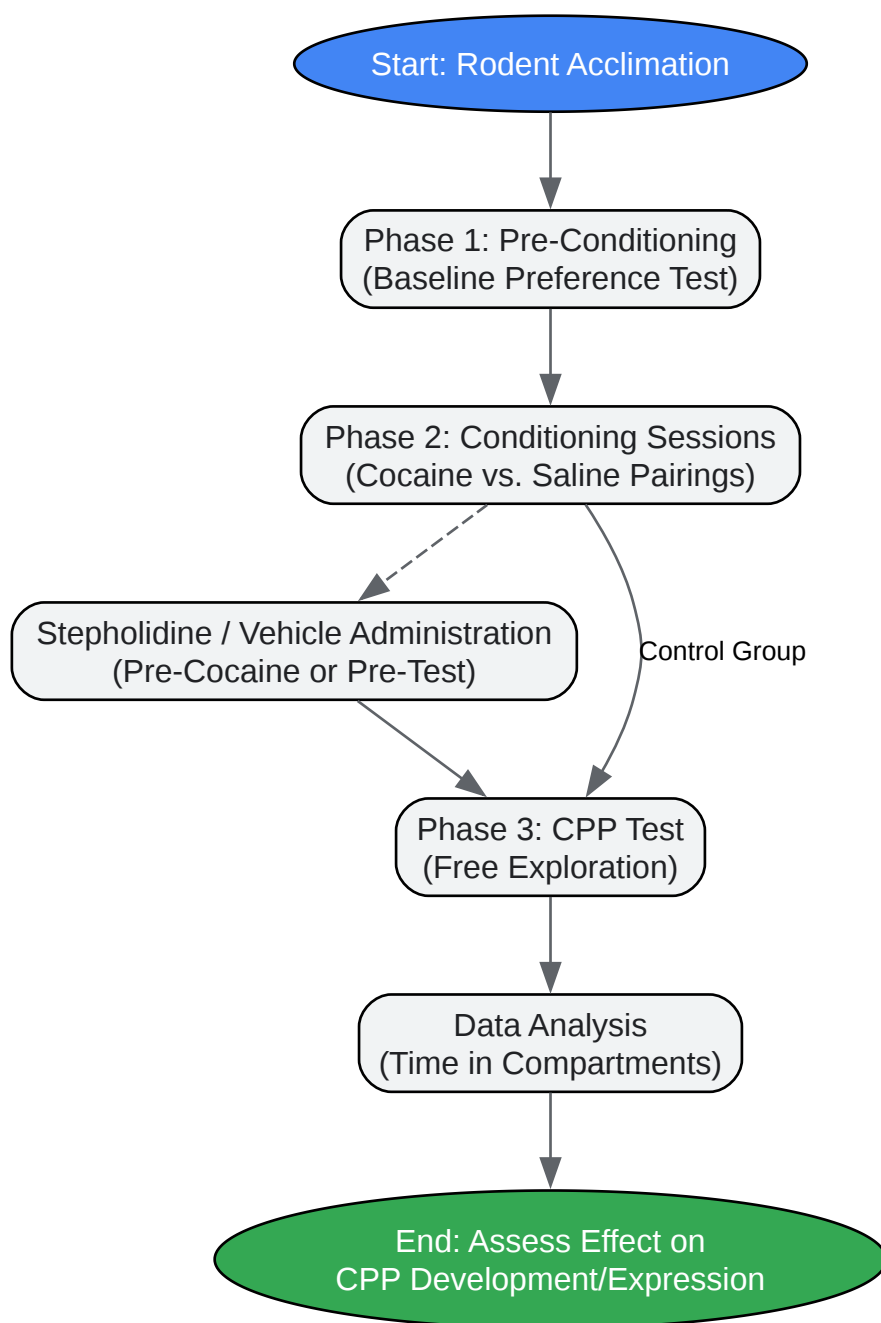 Start: Rodent Acclimation
Phase 1: Pre-Conditioning
(Baseline Preference Test)
Phase 2: Conditioning Sessions
(Cocaine vs. Saline Pairings)
Stepholidine / Vehicle Administration
(Pre-Cocaine or Pre-Test)
Control Group
Phase 3: CPP Test
(Free Exploration)
Data Analysis
(Time in Compartments)
End: Assess Effect on
CPP Development/Expression